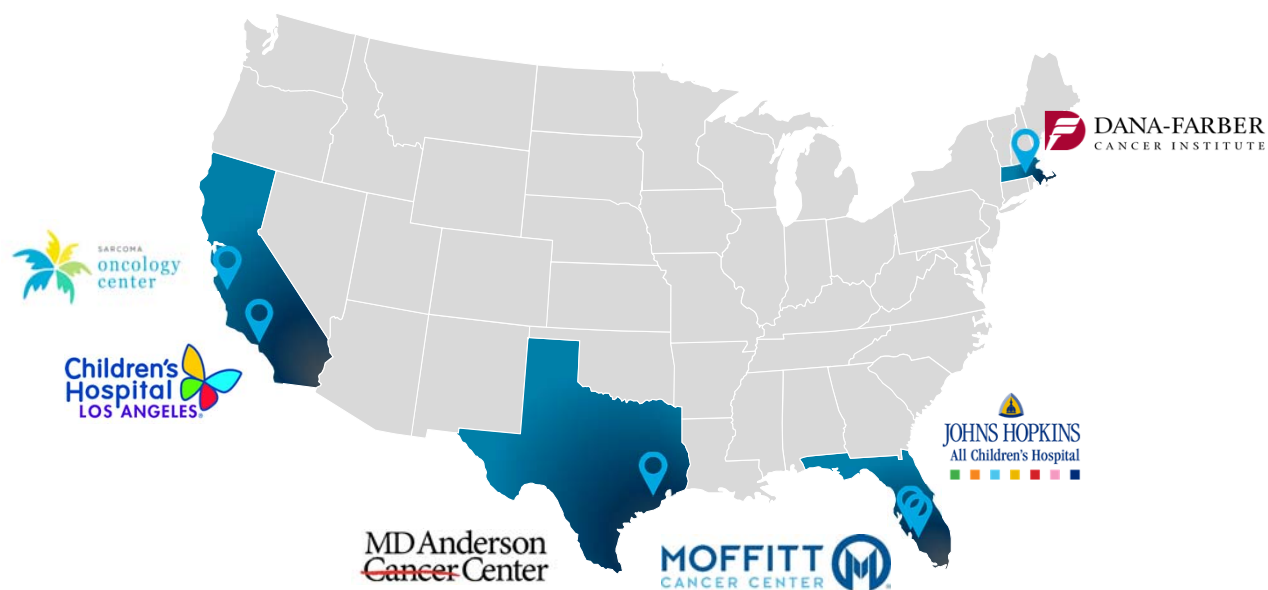 DANA-FARBER
CANCER INSTITUTE
SARCOMA
oncology
center
Children's
Hospital
LOS ANGELES
JOHNS HOPKINS
All Children's Hospital
MD Anderson
Cancer Center
MOFFITT
CANCER CENTER